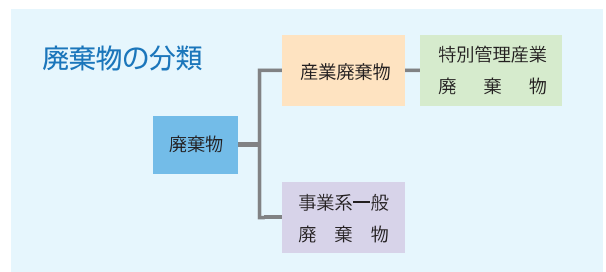 廃棄物の分類
廃棄物
産業廃棄物
特別管理産業
廃棄物
事業系一般
廃棄物